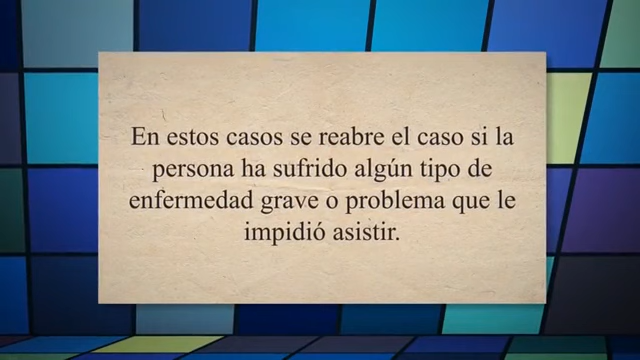 En estos casos se reabre el caso si la
persona ha sufrido algún tipo de
enfermedad grave o problema que le
impidió asistir.